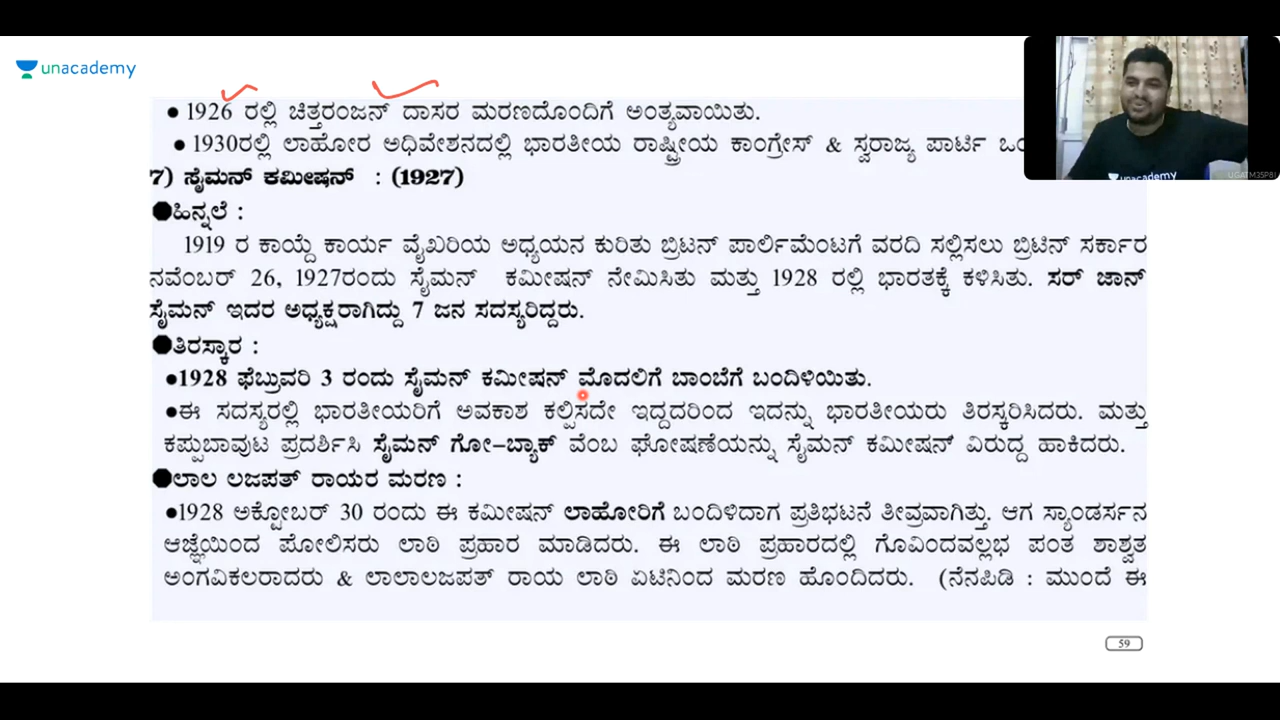 unacademy
● 1926 ರಲ್ಲಿ ಚಿತ್ತರಂಜನ್ ದಾಸರ ಮರಣದೊಂದಿಗೆ ಅಂತ್ಯವಾಯಿತು.
● 1930ರಲ್ಲಿ ಲಾಹೋರ ಅಧಿವೇಶನದಲ್ಲಿ ಭಾರತೀಯ ರಾಷ್ಟ್ರೀಯ ಕಾಂಗ್ರೇಸ್ & ಸ್ವರಾಜ್ಯ ಪಾರ್ಟಿ
7) ಸೈಮನ್ ಕಮೀಷನ್ : (1927)
●ಹಿನ್ನಲೆ :
1919 ರ ಕಾಯ್ದೆ ಕಾರ್ಯ ವೈಖರಿಯ ಅಧ್ಯಯನ ಕುರಿತು ಬ್ರಿಟನ್ ಪಾರ್ಲಿಮೆಂಟಗೆ ವರದಿ ಸಲ್ಲಿಸಲು ಬ್ರಿಟಿನ್ ಸರ್ಕಾರ
ನವೆಂಬರ್ 26, 1927ರಂದು ಸೈಮನ್ ಕಮೀಷನ್ ನೇಮಿಸಿತು ಮತ್ತು 1928 ರಲ್ಲಿ ಭಾರತಕ್ಕೆ ಕಳಿಸಿತು. ಸರ್ ಜಾನ್
ಸೈಮನ್ ಇದರ ಅಧ್ಯಕ್ಷರಾಗಿದ್ದು 7 ಜನ ಸದಸ್ಯರಿದ್ದರು.
●ತಿರಸ್ಕಾರ :
●1928 ಫೆಬ್ರುವರಿ 3 ರಂದು ಸೈಮನ್ ಕಮೀಷನ್ ಮೊದಲಿಗೆ ಬಾಂಬೆಗೆ ಬಂದಿಳಿಯಿತು.
●ಈ ಸದಸ್ಯರಲ್ಲಿ ಭಾರತೀಯರಿಗೆ ಅವಕಾಶ ಕಲ್ಪಿಸದೇ ಇದ್ದದರಿಂದ ಇದನ್ನು ಭಾರತೀಯರು ತಿರಸ್ಕರಿಸಿದರು. ಮತ್ತು
ಕಪ್ಪುಬಾವುಟ ಪ್ರದರ್ಶಿಸಿ ಸೈಮನ್ ಗೋ-ಬ್ಯಾಕ್ ವೆಂಬ ಘೋಷಣೆಯನ್ನು ಸೈಮನ್ ಕಮೀಷನ್ ವಿರುದ್ದ ಹಾಕಿದರು.
●ಲಾಲ ಲಜಪತ್ ರಾಯರ ಮರಣ :
●1928 ಅಕ್ಟೋಬರ್ 30 ರಂದು ಈ ಕಮೀಷನ್ ಲಾಹೋರಿಗೆ ಬಂದಿಳಿದಾಗ ಪ್ರತಿಭಟನೆ ತೀವ್ರವಾಗಿತ್ತು. ಆಗ ಸ್ಯಾಂಡರ್ಸನ
ಆಜ್ಞೆಯಿಂದ ಪೋಲಿಸರು ಲಾಠಿ ಪ್ರಹಾರ ಮಾಡಿದರು. ಈ ಲಾಠಿ ಪ್ರಹಾರದಲ್ಲಿ ಗೊವಿಂದವಲ್ಲಭ ಪಂತ ಶಾಶ್ವತ
ಅಂಗವಿಕಲರಾದರು & ಲಾಲಾಲಜಪತ್ ರಾಯ ಲಾಠಿ ಏಟಿನಿಂದ ಮರಣ ಹೊಂದಿದರು. (ನೆನಪಿಡಿ : ಮುಂದೆ ಈ
59
unacademy